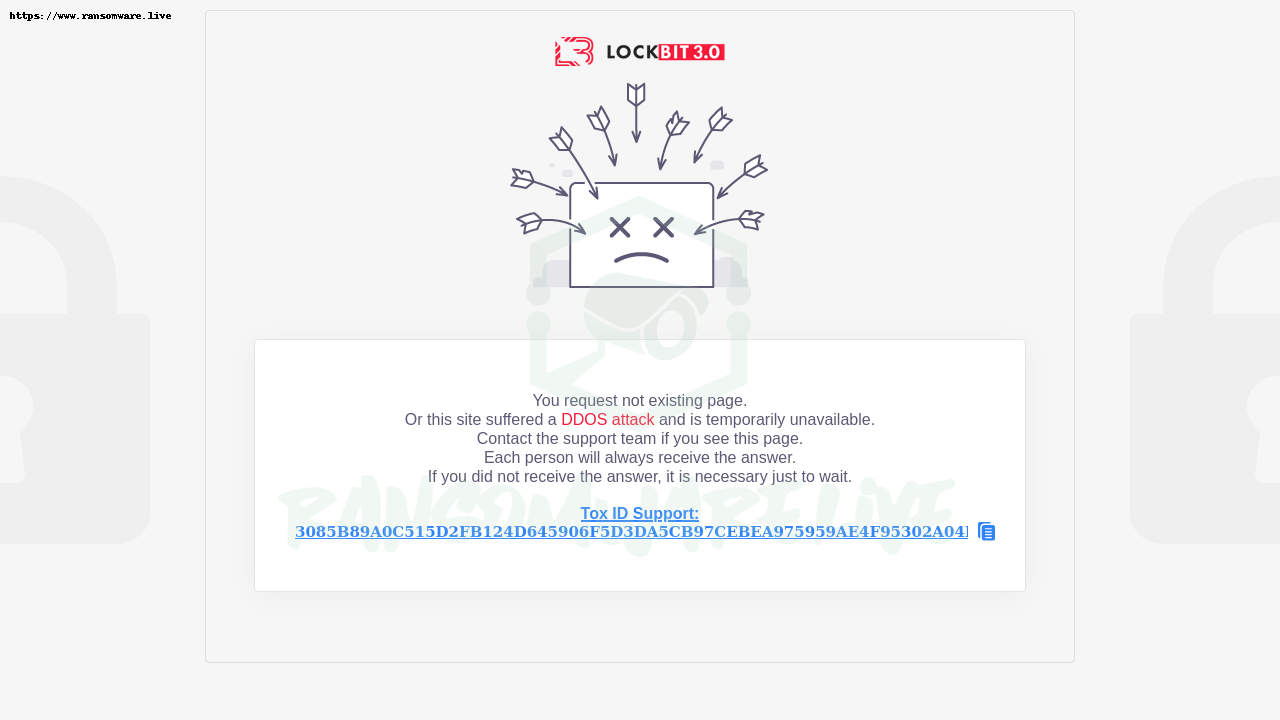 https://www.ransomware.live
LOCKBIT 3.0
You request not existing page.
Or this site suffered a DDOS attack and is temporarily unavailable.
Contact the support team if you see this page.
Each person will always receive the answer.
If you did not receive the answer, it is necessary just to wait.
RANSOMWARE LIVE
Tox ID Support:
3085B89A0C515D2FB124D645906F5D3DA5CB97CEBEA975959AE4F95302A04